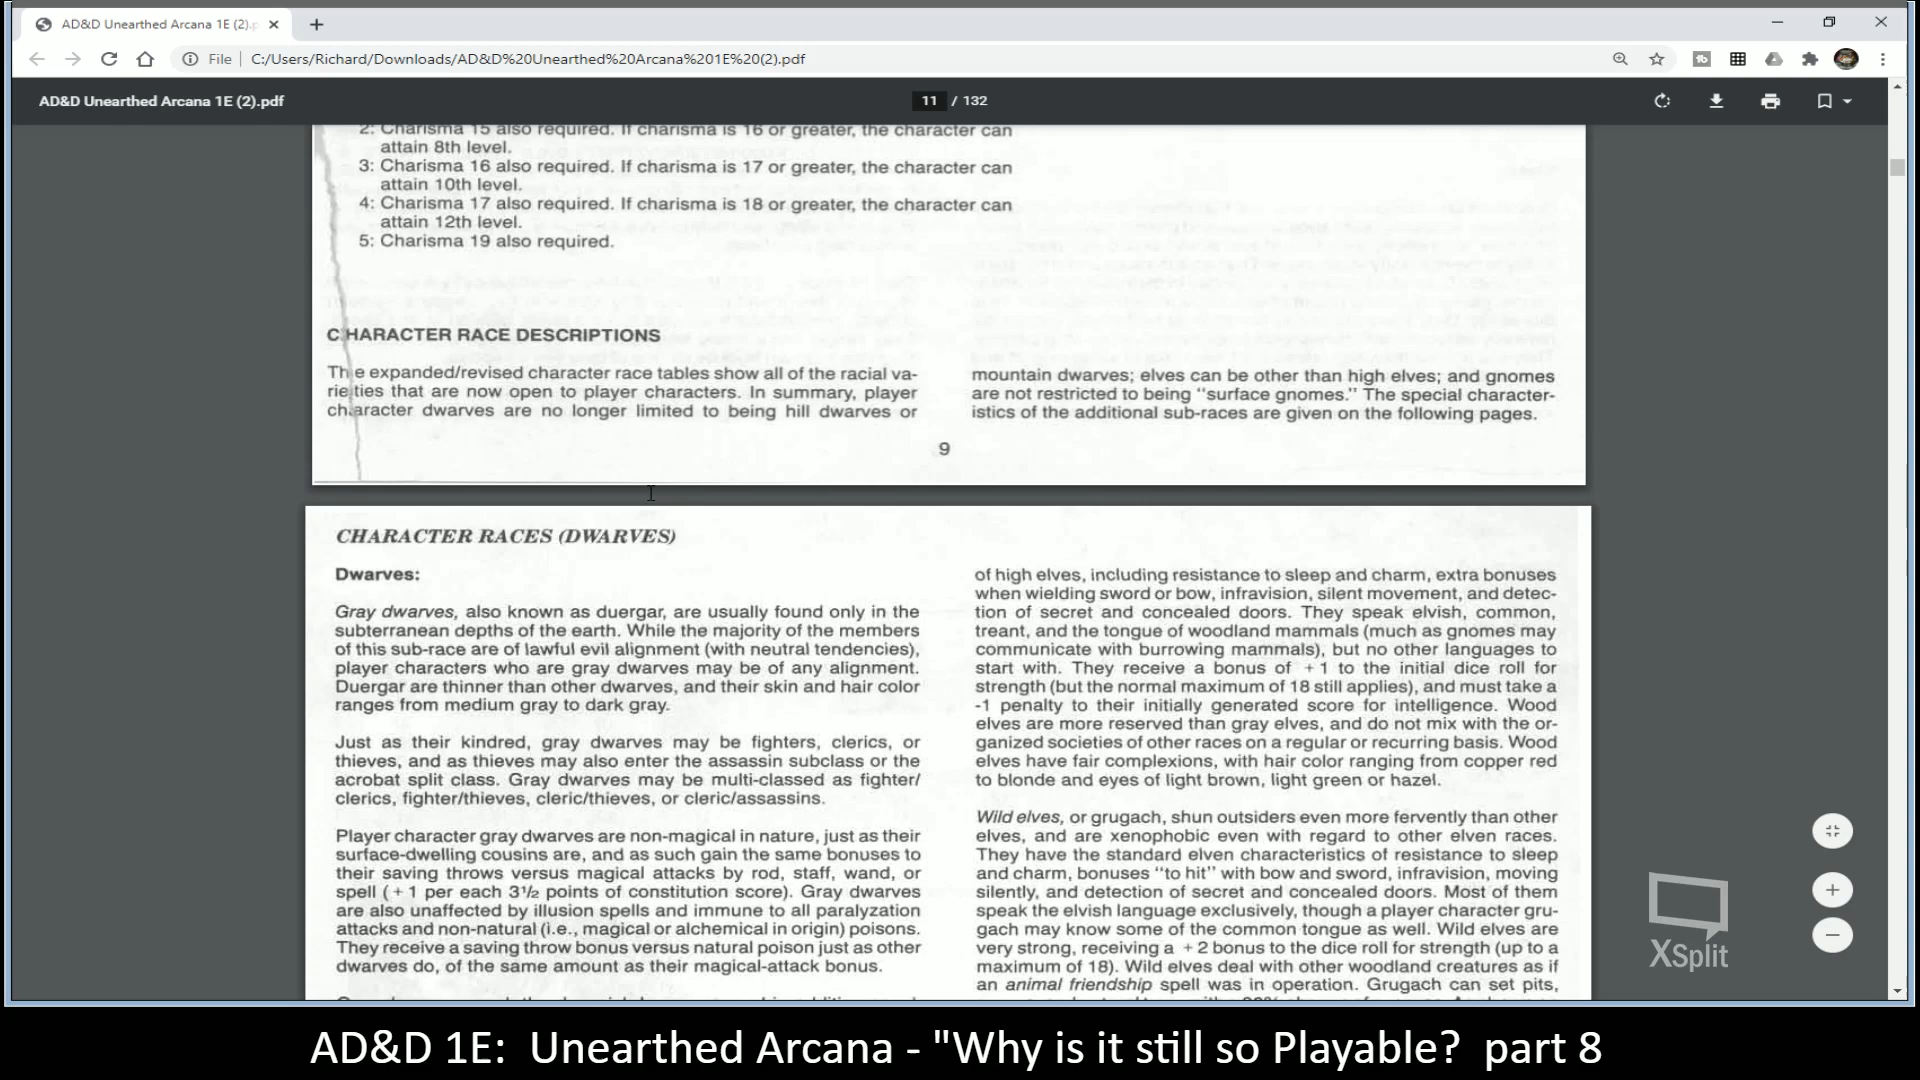 AD&D Unearthed Arcana 1E (2).p
File
C:/Users/Richard/Downloads/AD&D%20Unearthed%20Arcana%201E%20(2).pdf
AD&D Unearthed Arcana 1E (2).pdf
11 / 132
2: Charisma 15 also required. If charisma is 16 or greater, the character can
attain 8th level.
3: Charisma 16 also required. If charisma is 17 or greater, the character can
attain 10th level.
4: Charisma 17 also required. If charisma is 18 or greater, the character can
attain 12th level.
5: Charisma 19 also required.
CHARACTER RACE DESCRIPTIONS
The expanded/revised character race tables show all of the racial va-
rieties that are now open to player characters. In summary, player
character dwarves are no longer limited to being hill dwarves or
mountain dwarves; elves can be other than high elves; and gnomes
are not restricted to being "surface gnomes." The special character-
istics of the additional sub-races are given on the following pages.
9
CHARACTER RACES (DWARVES)
Dwarves:
Gray dwarves, also known as duergar, are usually found only in the
subterranean depths of the earth. While the majority of the members
of this sub-race are of lawful evil alignment (with neutral tendencies),
player characters who are gray dwarves may be of any alignment.
Duergar are thinner than other dwarves, and their skin and hair color
ranges from medium gray to dark gray.
Just as their kindred, gray dwarves may be fighters, clerics, or
thieves, and as thieves may also enter the assassin subclass or the
acrobat split class. Gray dwarves may be multi-classed as fighter/
clerics, fighter/thieves, cleric/thieves, or cleric/assassins.
Player character gray dwarves are non-magical in nature, just as their
surface-dwelling cousins are, and as such gain the same bonuses to
their saving throws versus magical attacks by rod, staff, wand, or
spell (+1 per each 3½ points of constitution score). Gray dwarves
are also unaffected by illusion spells and immune to all paralyzation
attacks and non-natural (i.e., magical or alchemical in origin) poisons.
They receive a saving throw bonus versus natural poison just as other
dwarves do, of the same amount as their magical-attack bonus.
of high elves, including resistance to sleep and charm, extra bonuses
when wielding sword or bow, infravision, silent movement, and detec-
tion of secret and concealed doors. They speak elvish, common,
treant, and the tongue of woodland mammals (much as gnomes may
communicate with burrowing mammals), but no other languages to
start with. They receive a bonus of +1 to the initial dice roll for
strength (but the normal maximum of 18 still applies), and must take a
-1 penalty to their initially generated score for intelligence. Wood
elves are more reserved than gray elves, and do not mix with the or-
ganized societies of other races on a regular or recurring basis. Wood
elves have fair complexions, with hair color ranging from copper red
to blonde and eyes of light brown, light green or hazel.
Wild elves, or grugach, shun outsiders even more fervently than other
elves, and are xenophobic even with regard to other elven races.
They have the standard elven characteristics of resistance to sleep
and charm, bonuses "to hit" with bow and sword, infravision, moving
silently, and detection of secret and concealed doors. Most of them
speak the elvish language exclusively, though a player character gru-
gach may know some of the common tongue as well. Wild elves are
very strong, receiving a +2 bonus to the dice roll for strength (up to a
maximum of 18). Wild elves deal with other woodland creatures as if
an animal friendship spell was in operation. Grugach can set pits,
XSplit
AD&D 1E:  Unearthed Arcana - "Why is it still so Playable?  part 8